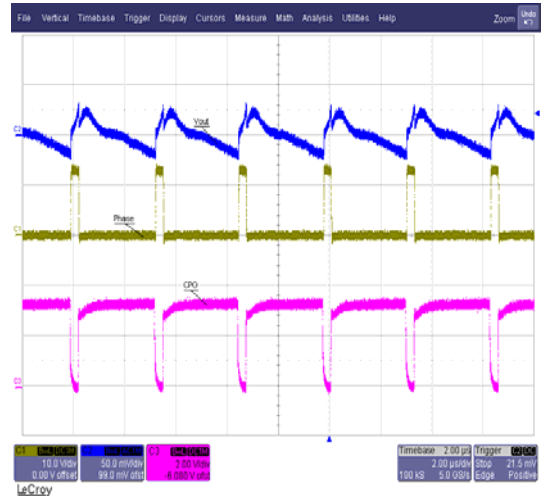 File Vertical Timebase Trigger Display Cursors Measure Math Analysis Utilities Help Zoom Undo
Vout
Phase
CPO
C1 C3 Timebase 2.00 µs Trigger
10.0 V/div 50.0 mV/div 2.00 V/div 2.00 µs/div Stop 21.5 mV
0.00 V offset 99.0 mV ofst 6.080 V ofst 100 kS 5.0 GS/s Edge Positive
LeCroy